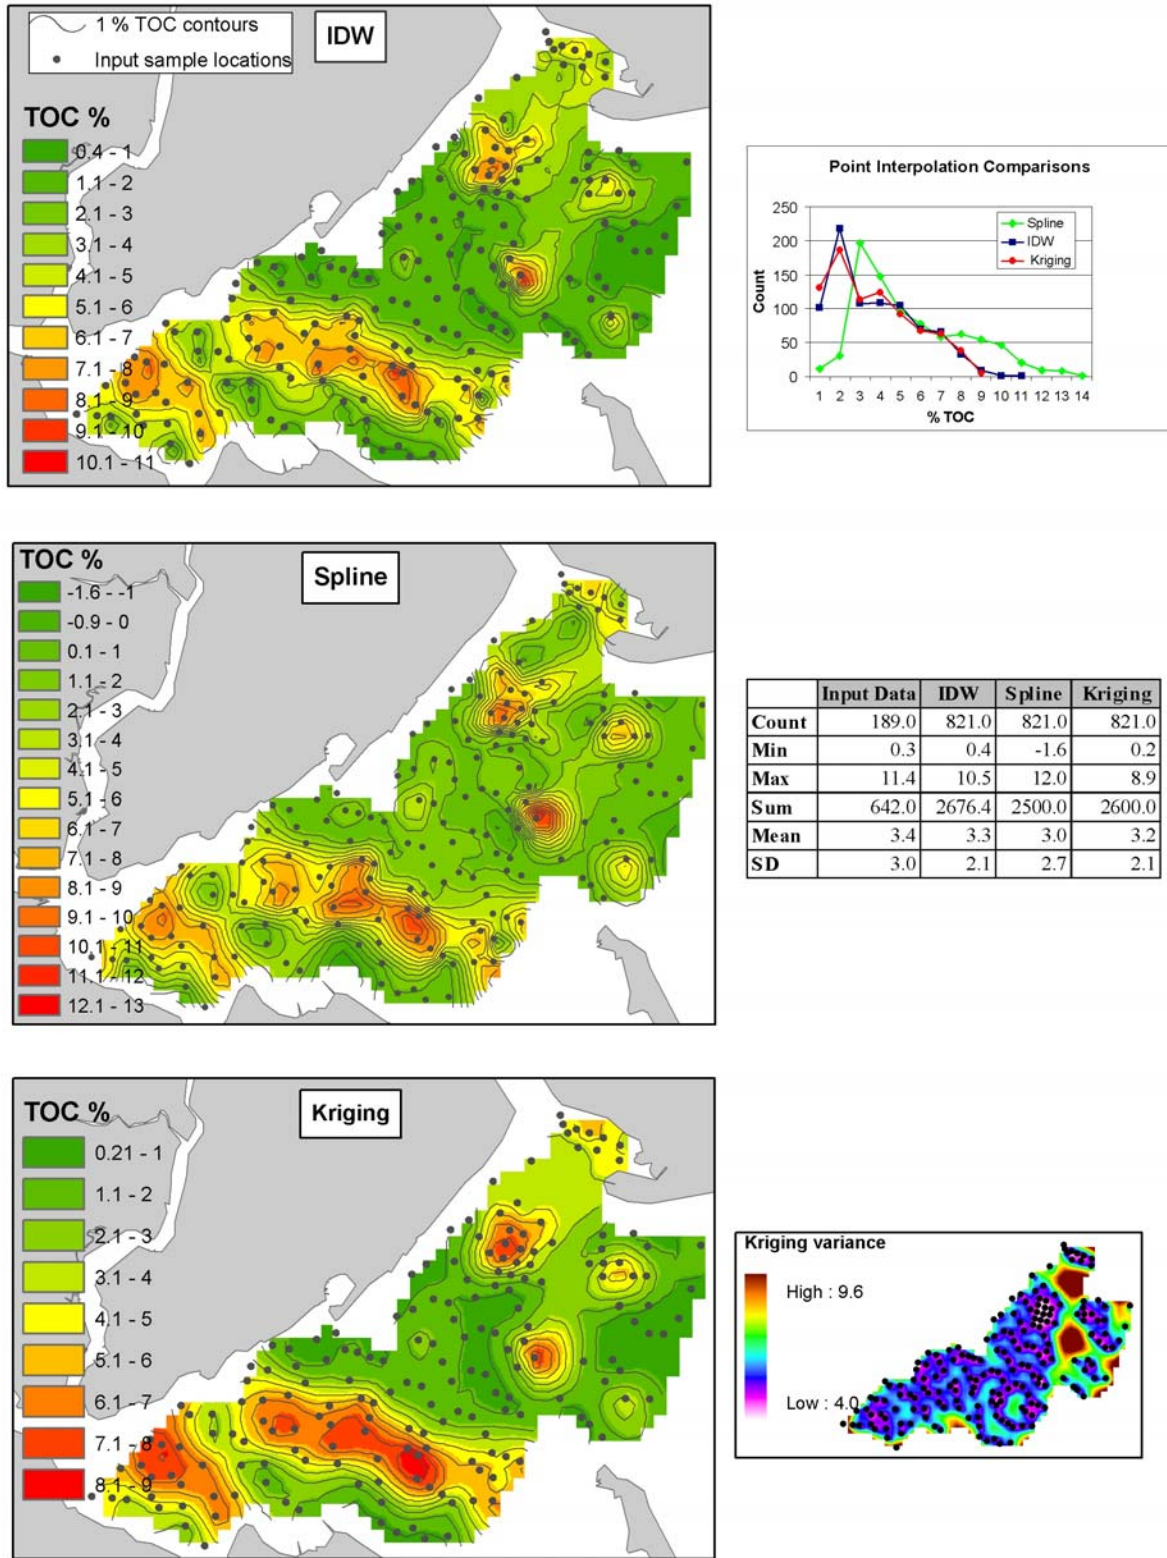 1 % TOC contours
Input sample locations
IDW
TOC %
0.4 - 1
1.1 - 2
2.1 - 3
3.1 - 4
4.1 - 5
5.1 - 6
6.1 - 7
7.1 - 8
8.1 - 9
9.1 - 10
10.1 - 11
Point Interpolation Comparisons
250
200
150
100
50
0
Count
Spline
IDW
Kriging
1 2 3 4 5 6 7 8 9 10 11 12 13 14
% TOC
TOC %
Spline
-1.6 - -1
-0.9 - 0
0.1 - 1
1.1 - 2
2.1 - 3
3.1 - 4
4.1 - 5
5.1 - 6
6.1 - 7
7.1 - 8
8.1 - 9
9.1 - 10
10.1 - 11
11.1 - 12
12.1 - 13
Input Data IDW Spline Kriging
Count 189.0 821.0 821.0 821.0
Min 0.3 0.4 -1.6 0.2
Max 11.4 10.5 12.0 8.9
Sum 642.0 2676.4 2500.0 2600.0
Mean 3.4 3.3 3.0 3.2
SD 3.0 2.1 2.7 2.1
TOC %
Kriging
0.21 - 1
1.1 - 2
2.1 - 3
3.1 - 4
4.1 - 5
5.1 - 6
6.1 - 7
7.1 - 8
8.1 - 9
Kriging variance
High : 9.6
Low : 4.0